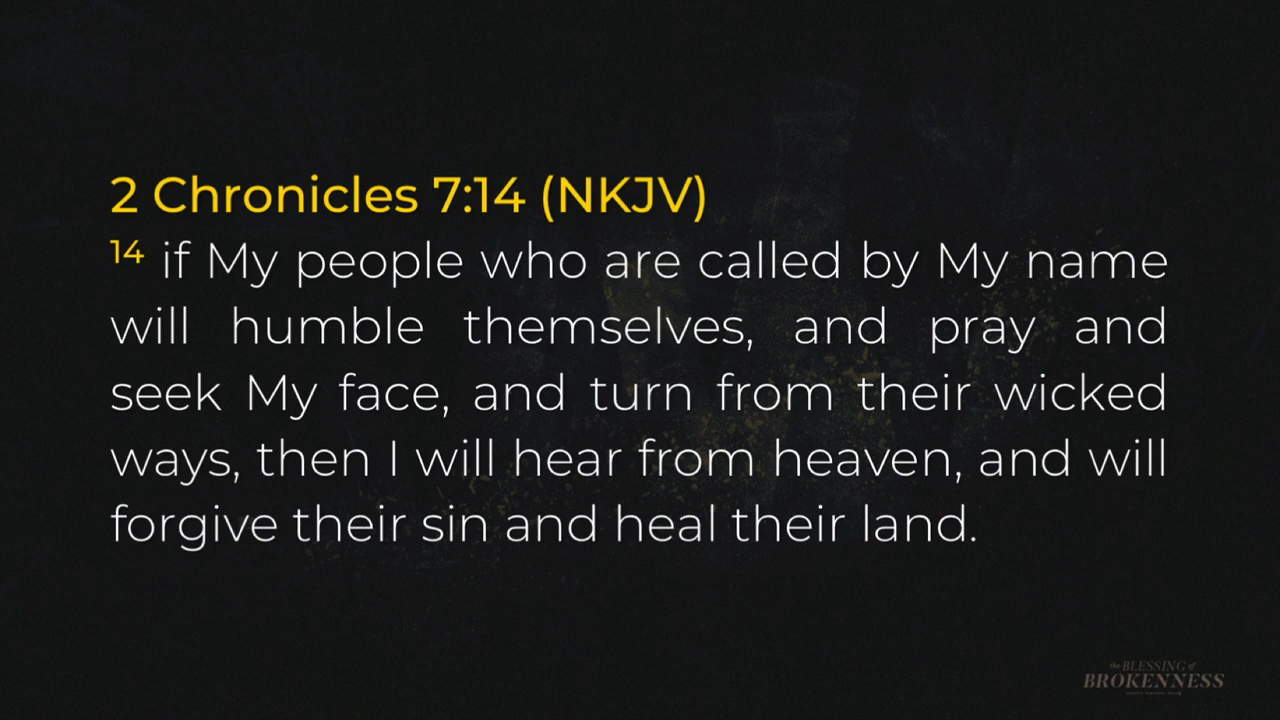 2 Chronicles 7:14 (NKJV)
14 if My people who are called by My name
will humble themselves, and pray and
seek My face, and turn from their wicked
ways, then I will hear from heaven, and will
forgive their sin and heal their land.
the BLESSING of
BROKENNESS